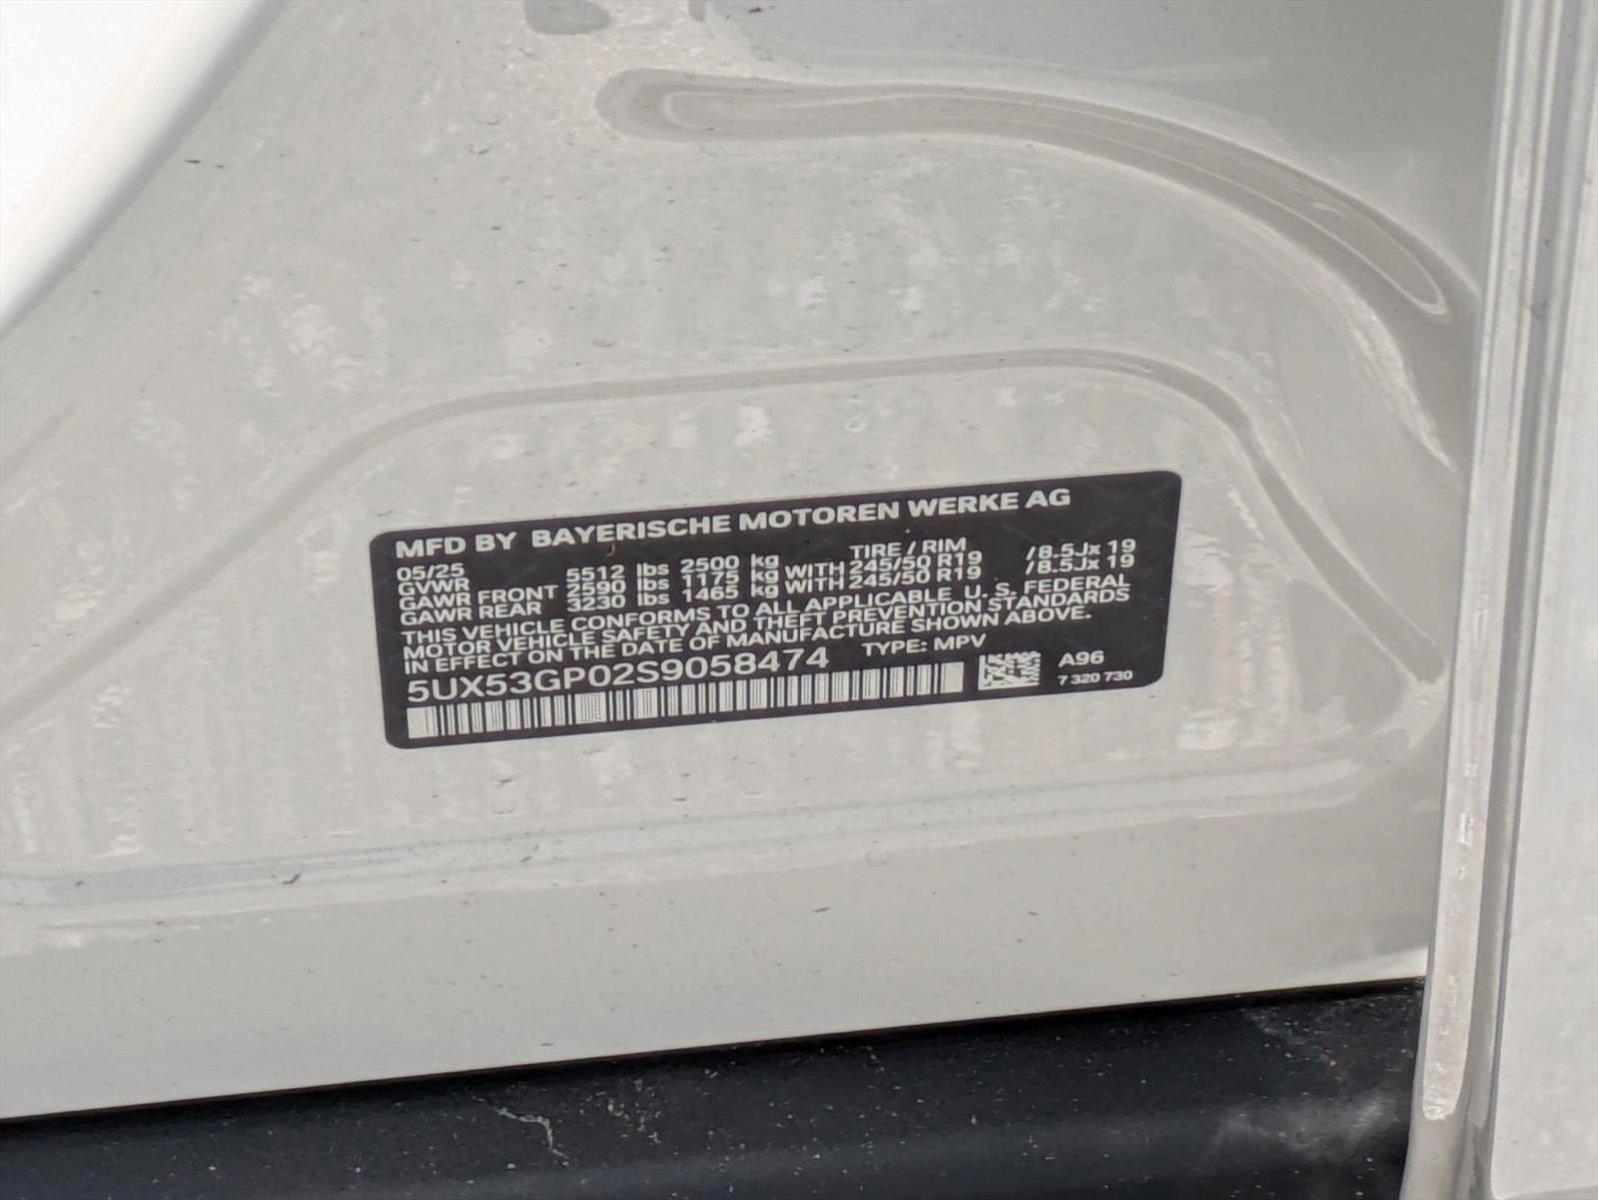 MFD BY BAYERISCHE MOTOREN WERKE AG
05/25 TIRE / RIM
GVWR 5512 lbs 2500 kg
GAWR FRONT 2590 lbs 1175 kg WITH 245/50 R19 /8.5Jx 19
GAWR REAR 3230 lbs 1465 kg WITH 245/50 R19 /8.5Jx 19
THIS VEHICLE CONFORMS TO ALL APPLICABLE U. S. FEDERAL
MOTOR VEHICLE SAFETY AND THEFT PREVENTION STANDARDS
IN EFFECT ON THE DATE OF MANUFACTURE SHOWN ABOVE.
5UX53GP02S9058474 TYPE: MPV
A96
7 320 730